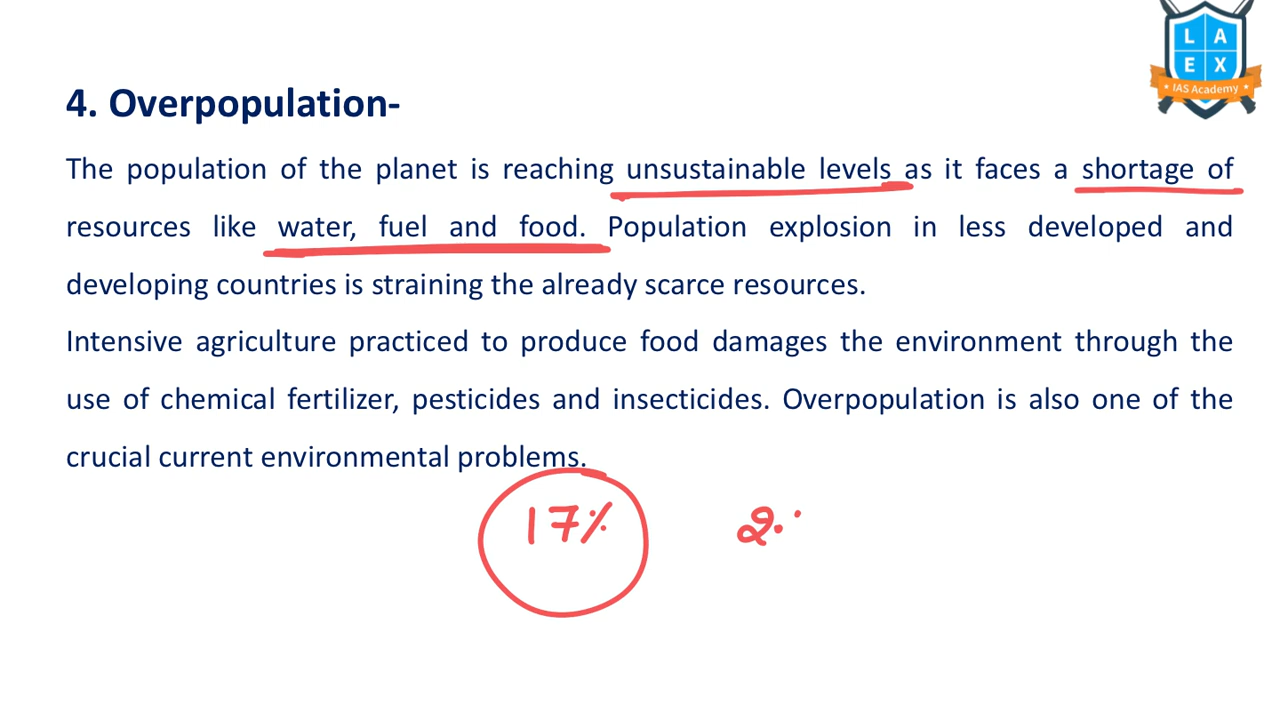 L A
E X
IAS Academy
4. Overpopulation-
The population of the planet is reaching unsustainable levels as it faces a shortage of
resources like water, fuel and food. Population explosion in less developed and
developing countries is straining the already scarce resources.
Intensive agriculture practiced to produce food damages the environment through the
use of chemical fertilizer, pesticides and insecticides. Overpopulation is also one of the
crucial current environmental problems.
17% 2.